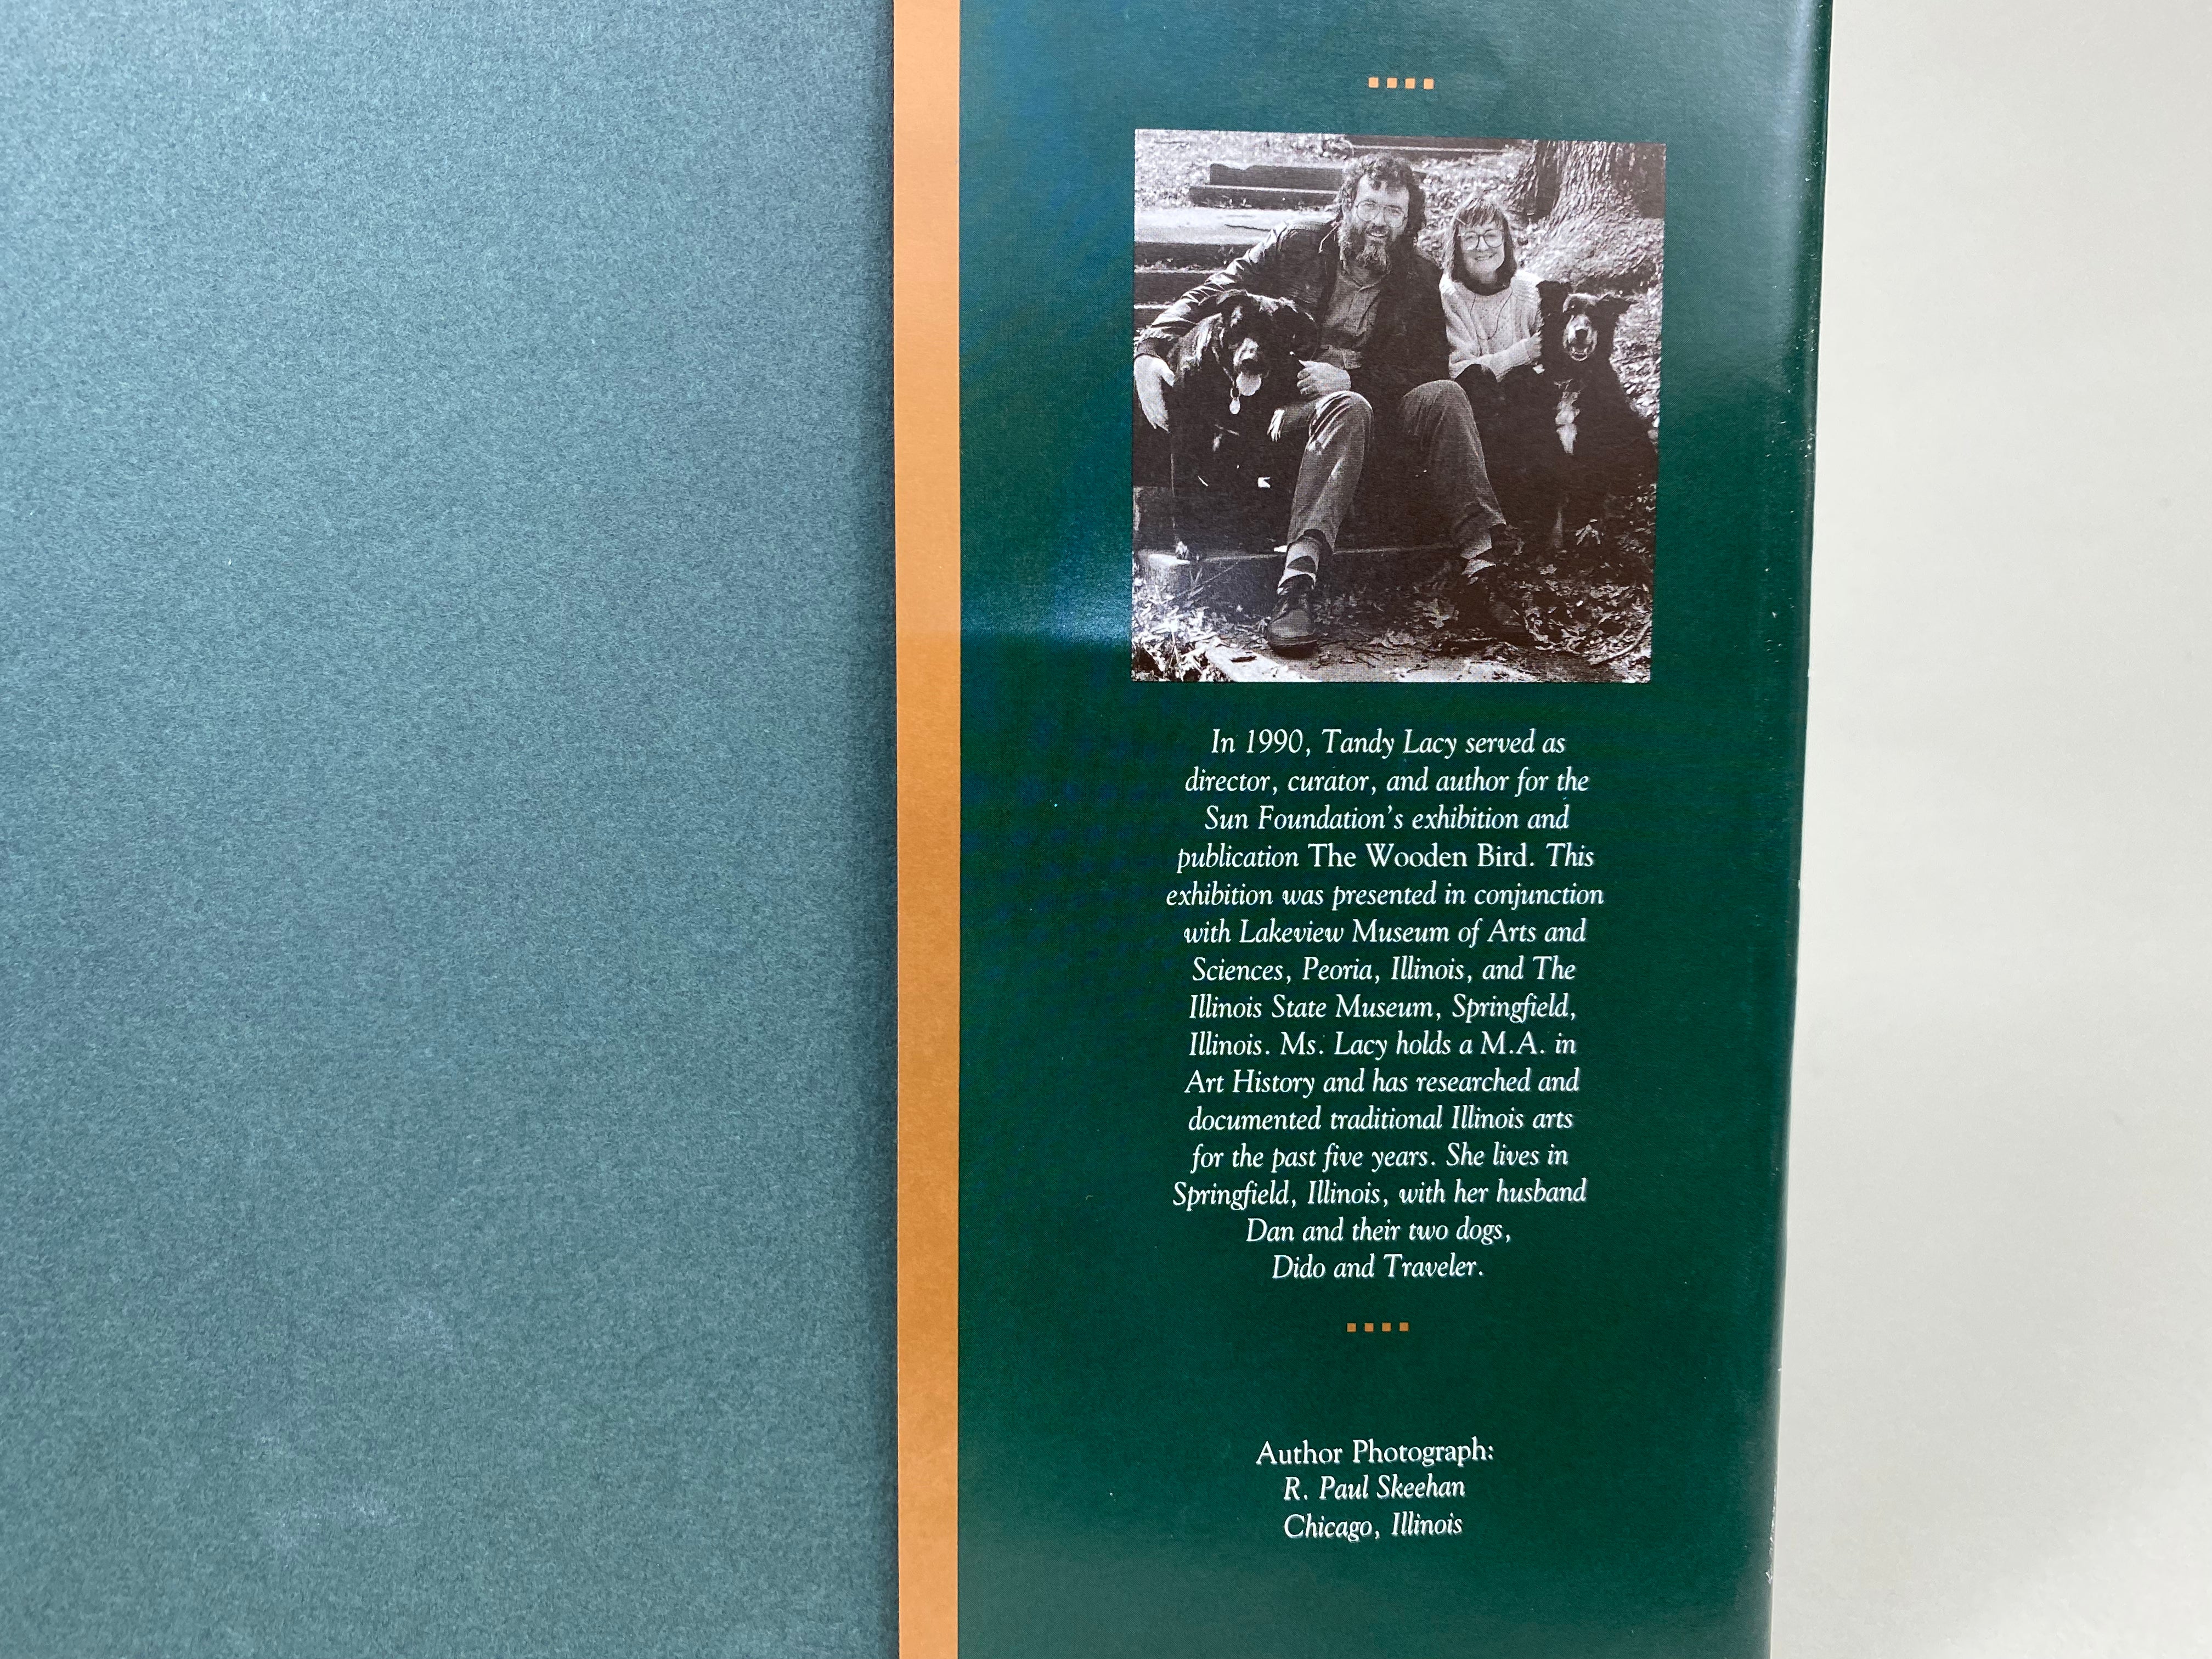 In 1990, Tandy Lacy served as
director, curator, and author for the
Sun Foundation's exhibition and
publication The Wooden Bird. This
exhibition was presented in conjunction
with Lakeview Museum of Arts and
Sciences, Peoria, Illinois, and The
Illinois State Museum, Springfield,
Illinois. Ms. Lacy holds a M.A. in
Art History and has researched and
documented traditional Illinois arts
for the past five years. She lives in
Springfield, Illinois, with her husband
Dan and their two dogs,
Dido and Traveler.
Author Photograph:
R. Paul Skeehan
Chicago, Illinois